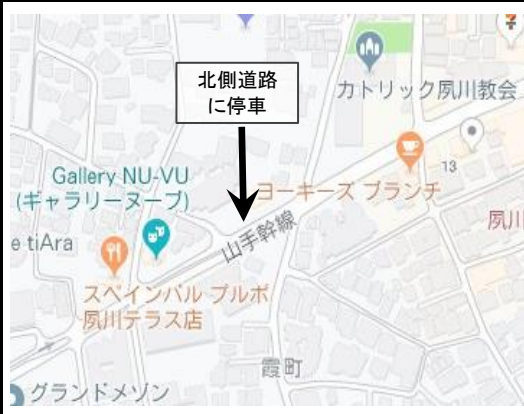 北側道路
に停車
カトリック夙川教会
13
ヨーキーズ ブランチ
Gallery NU-VU
(ギャラリーヌーブ)
夙川
e tiAra
山手幹線
スペインバル プルポ
夙川テラス店
霞町
グランドメゾン